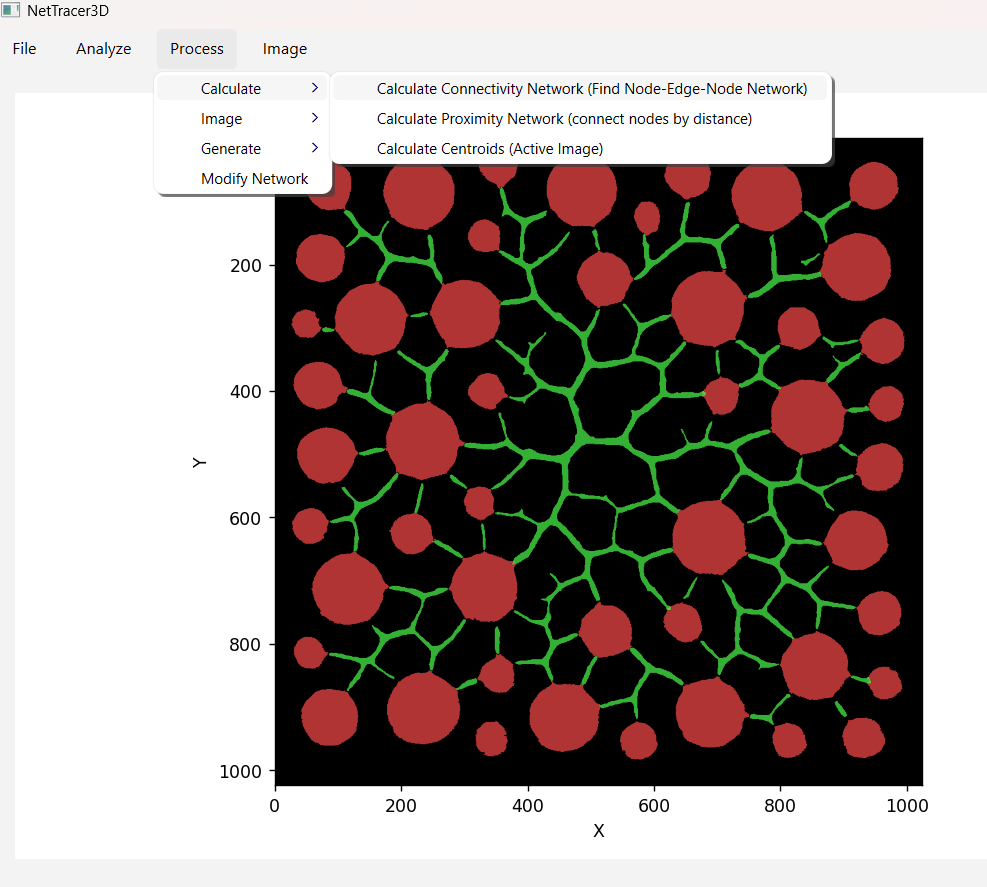 NetTracer3D
File Analyze Process Image
Calculate
Calculate Connectivity Network (Find Node-Edge-Node Network)
Image
Calculate Proximity Network (connect nodes by distance)
Generate
Calculate Centroids (Active Image)
Modify Network
200
400
Y
600
800
1000
0 200 400 600 800 1000
X